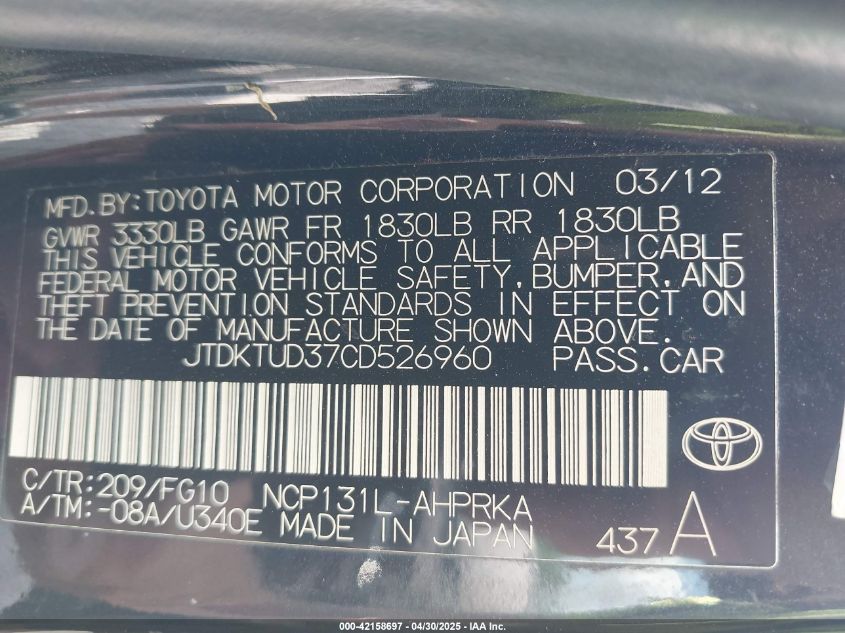 MFD.BY:TOYOTA MOTOR CORPORATION 03/12
GVWR 3330LB GAWR FR 1830LB RR 1830LB
THIS VEHICLE CONFORMS TO ALL APPLICABLE
FEDERAL MOTOR VEHICLE SAFETY,BUMPER,AND
THEFT PREVENTION STANDARDS IN EFFECT ON
THE DATE OF MANUFACTURE SHOWN ABOVE.
JTDKTUD37CD526960 PASS.CAR
C/TR:209/FG10 NCP131L-AHPRKA
A/TM:-08A/U340E MADE IN JAPAN 437A
000-42158697 - 04/30/2025 - IAA Inc.